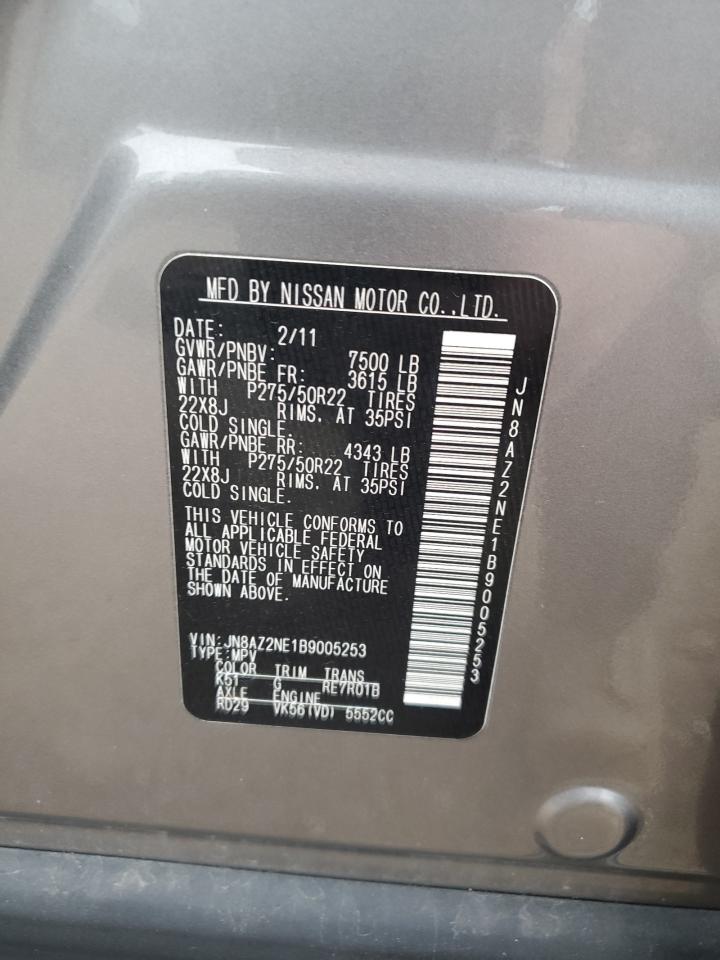 MFD BY NISSAN MOTOR CO.,LTD.
DATE: 2/11
GVWR/PNBV: 7500 LB
GAWR/PNBE FR: 3615 LB
WITH P275/50R22 TIRES
22X8J RIMS, AT 35PSI
COLD SINGLE.
GAWR/PNBE RR: 4343 LB
WITH P275/50R22 TIRES
22X8J RIMS, AT 35PSI
COLD SINGLE.
THIS VEHICLE CONFORMS TO
ALL APPLICABLE FEDERAL
MOTOR VEHICLE SAFETY
STANDARDS IN EFFECT ON
THE DATE OF MANUFACTURE
SHOWN ABOVE.
VIN:JN8AZ2NE1B9005253
TYPE:MPV
COLOR TRIM TRANS
K51 G RE7R01B
AXLE ENGINE
RD29 VK56(VD) 5552CC
JN8AZ2NE1B9005253